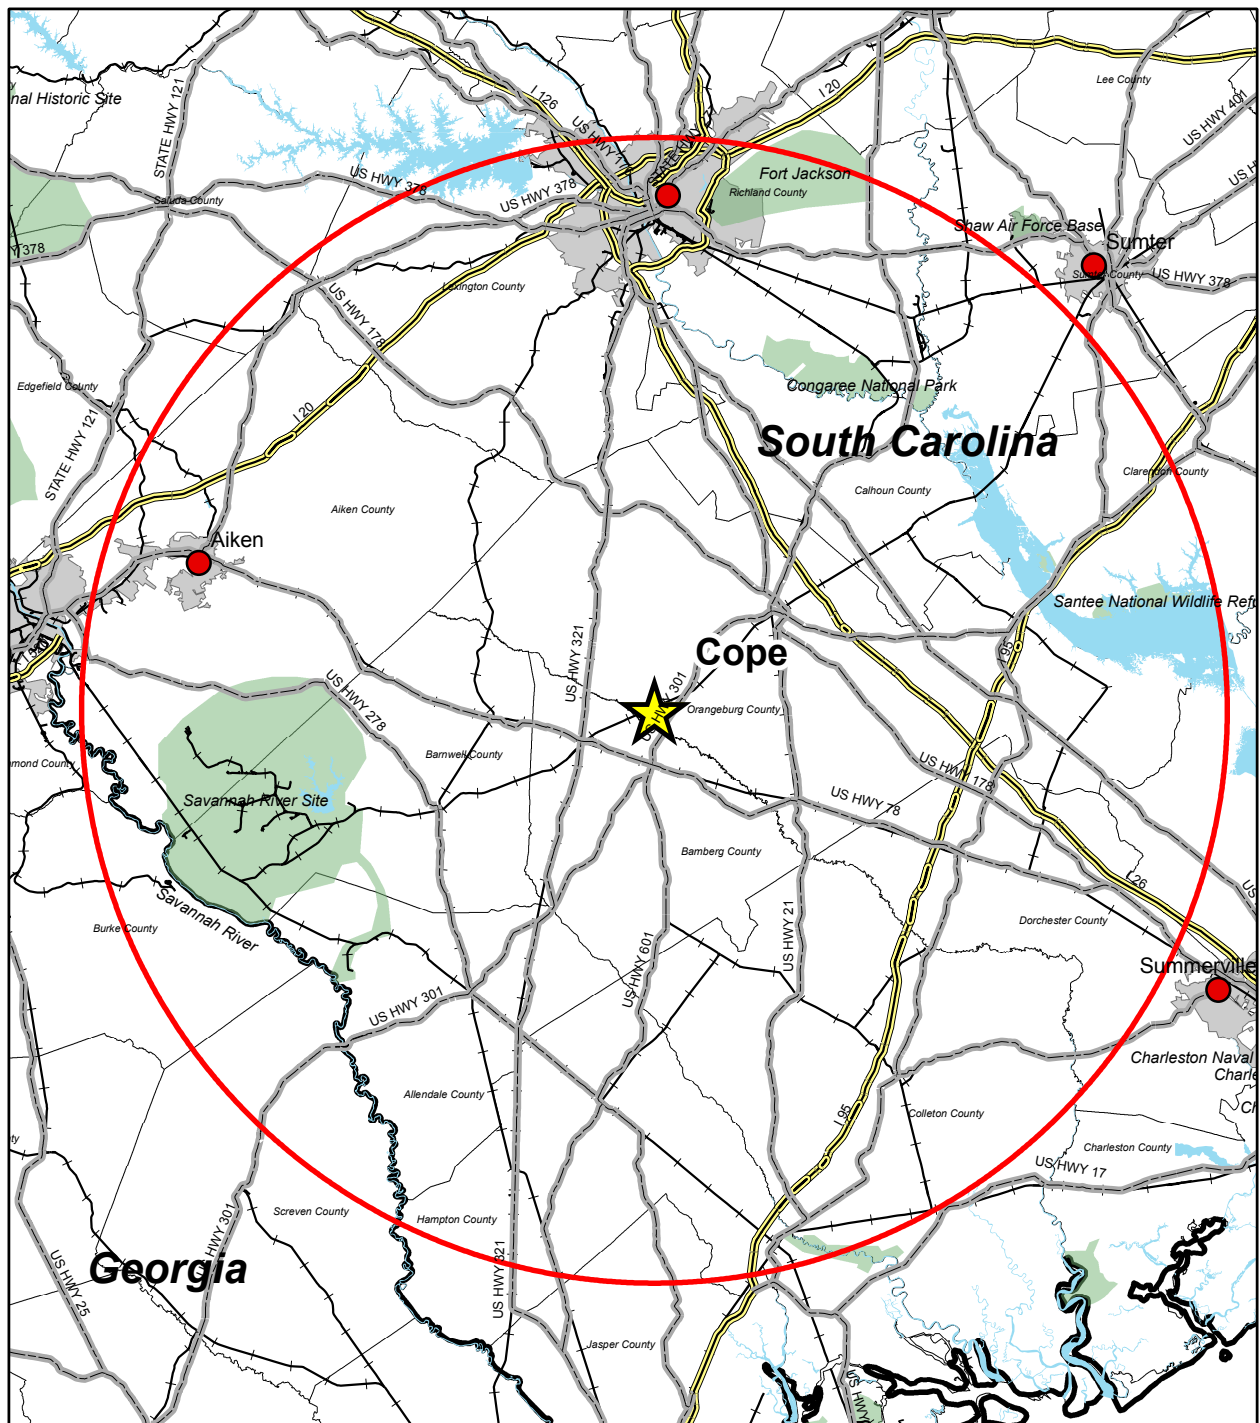 Lee County
nal Historic Site
STATE HWY 121
I 126
I 20
US HWY 401
Fort Jackson
Richland County
US HWY 378
US HWY 378
Saluda County
Shaw Air Force Base
Sumter
Y 378
Sumter County
US HWY 378
Lexington County
US HWY 178
Edgefield County
Congaree National Park
I 20
South Carolina
STATE HWY 121
Clarendon County
Calhoun County
Aiken County
Aiken
Santee National Wildlife Refu
US HWY 321
I 95
Cope
US HWY 301
Orangeburg County
US HWY 278
Barnwell County
mond County
US HWY 178
Savannah River Site
US HWY 78
Bamberg County
I 26
Savannah River
Burke County
Dorchester County
US HWY 21
US HWY 601
Summerville
US HWY 301
Charleston Naval
Charle
Allendale County
I 95
Colleton County
Charleston County
US HWY 17
Screven County
Hampton County
US HWY 301
Georgia
US HWY 321
US HWY 25
Jasper County
US HWY